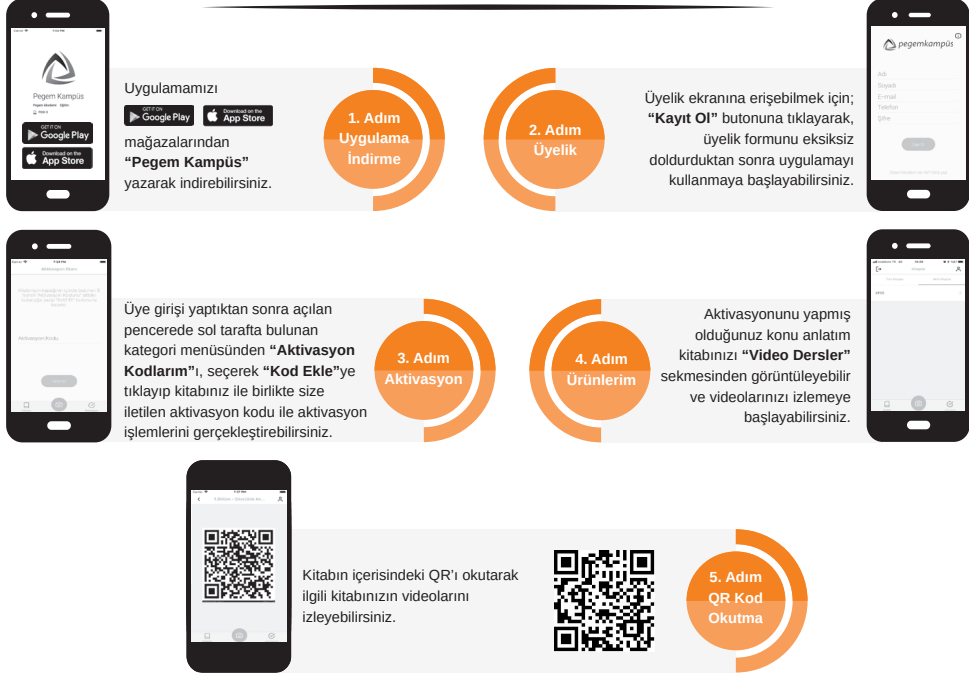 Pegem Kampüs
GET IT ON
Google Play
Download on the
App Store
Uygulamamızı
GET IT ON
Google Play
Download on the
App Store
mağazalarından
“Pegem Kampüs”
yazarak indirebilirsiniz.
1. Adım
Uygulama
İndirme
2. Adım
Üyelik
Üyelik ekranına erişebilmek için;
“Kayıt Ol” butonuna tıklayarak,
üyelik formunu eksiksiz
doldurduktan sonra uygulamayı
kullanmaya başlayabilirsiniz.
pegemkampüs
Adı
Soyadı
E-mail
Telefon
Şifre
Aktivasyon Kodu
Üye girişi yaptıktan sonra açılan
pencerede sol tarafta bulunan
kategori menüsünden “Aktivasyon
Kodlarım”ı, seçerek “Kod Ekle”ye
tıklayıp kitabınız ile birlikte size
iletilen aktivasyon kodu ile aktivasyon
işlemlerini gerçekleştirebilirsiniz.
3. Adım
Aktivasyon
4. Adım
Ürünlerim
Aktivasyonunu yapmış
olduğunuz konu anlatım
kitabınızı “Video Dersler”
sekmesinden görüntüleyebilir
ve videolarınızı izlemeye
başlayabilirsiniz.
Kitabın içerisindeki QR’ı okutarak
ilgili kitabınızın videolarını
izleyebilirsiniz.
5. Adım
QR Kod
Okutma